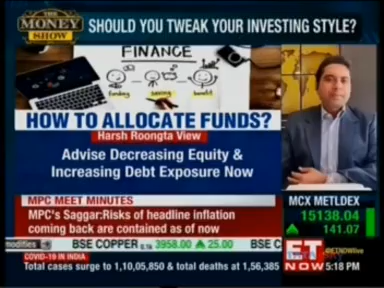 THE
MONEY
SHOW
SHOULD YOU TWEAK YOUR INVESTING STYLE?
FINANCE
funding
saving
benefit
HOW TO ALLOCATE FUNDS?
Harsh Roongta View
Advise Decreasing Equity &
Increasing Debt Exposure Now
MPC MEET MINUTES
MPC's Saggar:Risks of headline inflation
coming back are contained as of now
MCX METLDEX
15138.04
141.07
BSE COPPER 3958.00 25.00 BSE C
ET
NOW
@ETNOWlive
5:18 PM
COVID-19 IN INDIA
Total cases surge to 1,10,05,850 & total deaths at 1,56,385